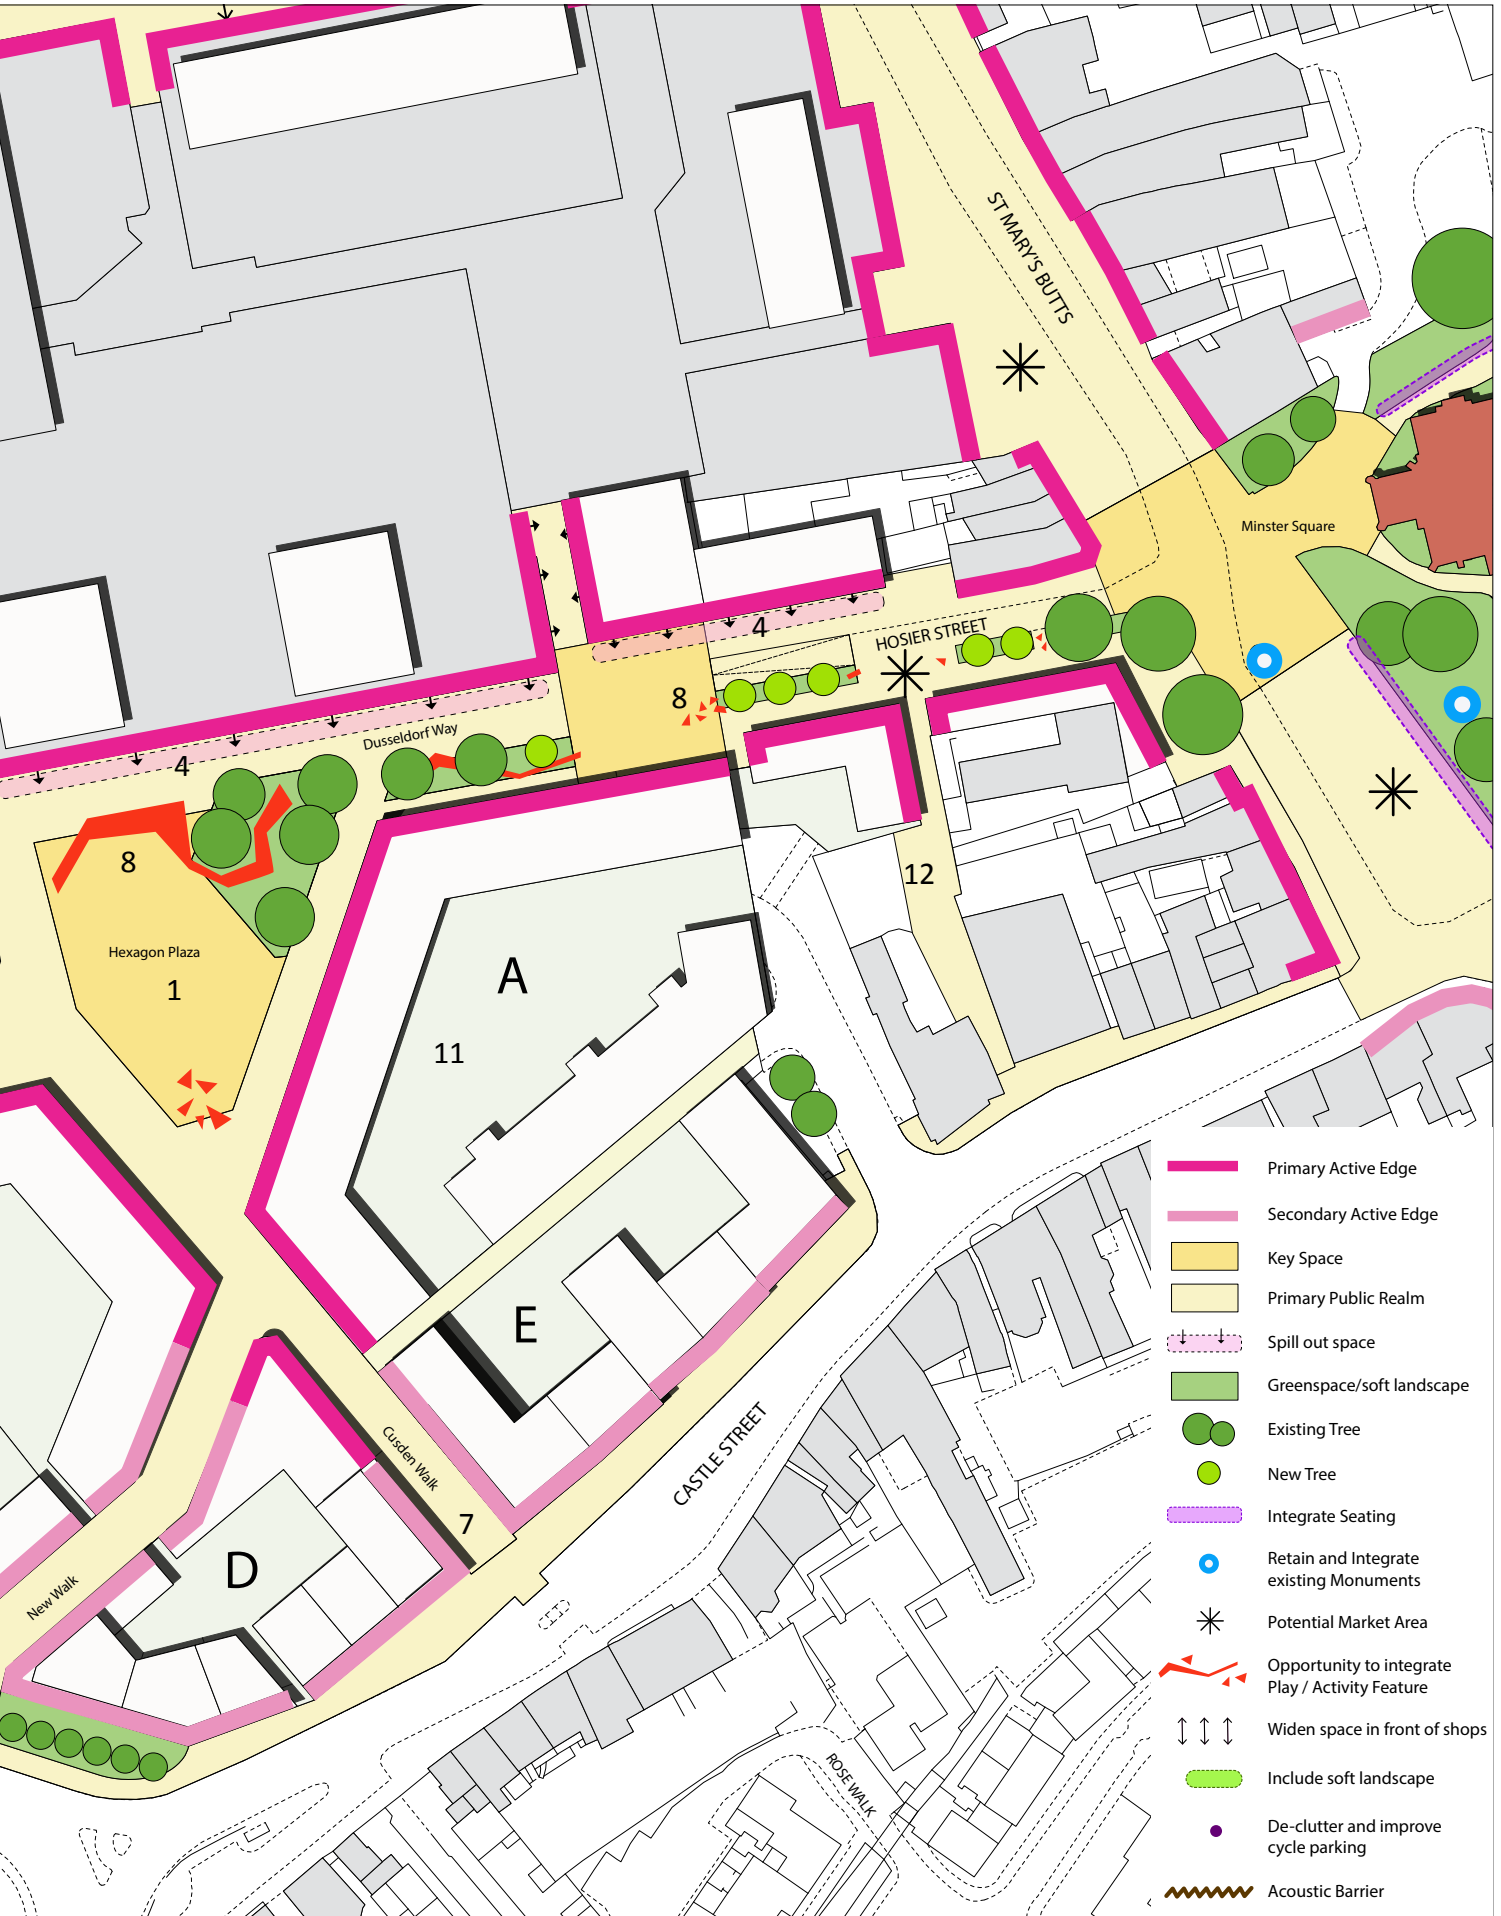 ST MARY'S BUTTS
Minster Square
HOSIER STREET
4
8
Dusseldorf Way
4
8
12
Hexagon Plaza
1
A
11
E
Cusden Walk
7
CASTLE STREET
D
New Walk
ROSE WALK
Primary Active Edge
Secondary Active Edge
Key Space
Primary Public Realm
Spill out space
Greenspace/soft landscape
Existing Tree
New Tree
Integrate Seating
Retain and Integrate
existing Monuments
Potential Market Area
Opportunity to integrate
Play / Activity Feature
Widen space in front of shops
Include soft landscape
De-clutter and improve
cycle parking
Acoustic Barrier